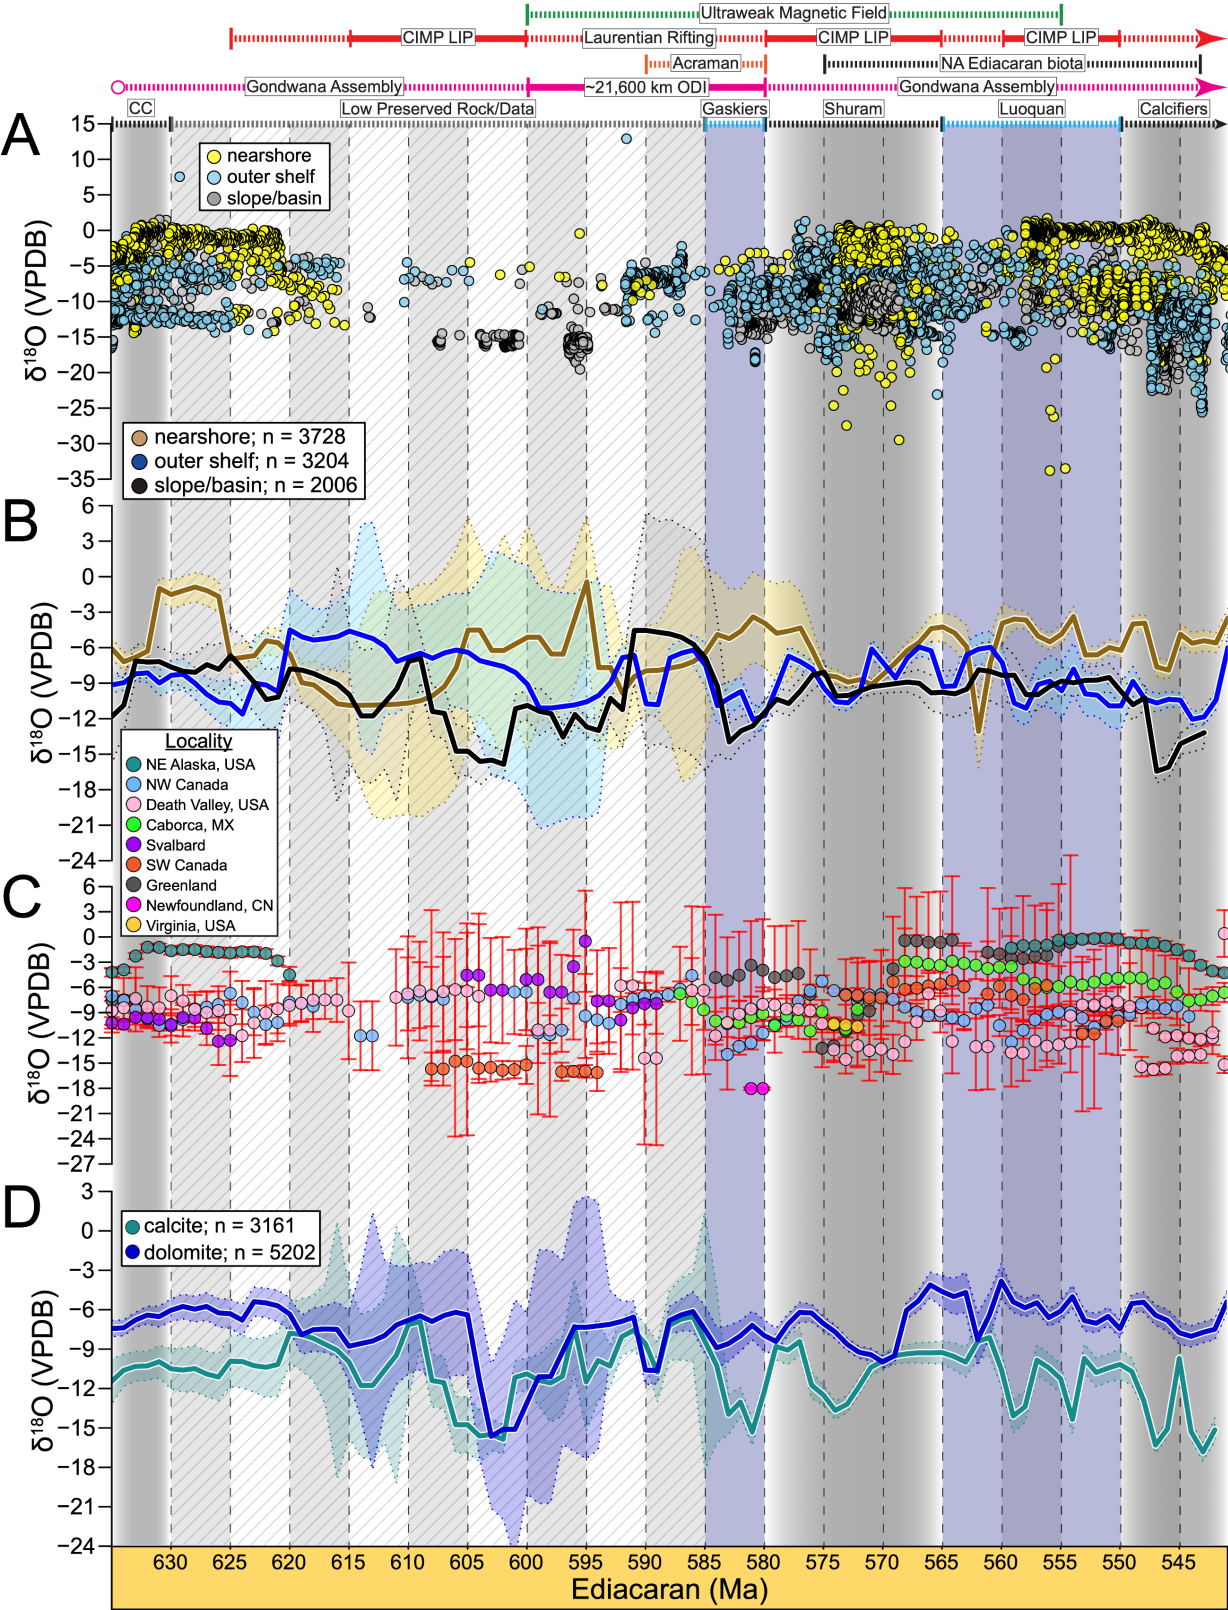 Ultraweak Magnetic Field
CIMP LIP Laurentian Rifting CIMP LIP CIMP LIP
Acraman NA Ediacaran biota
Gondwana Assembly ~21,600 km ODI Gondwana Assembly
CC Low Preserved Rock/Data Gaskiers Shuram Luoquan Calcifiers
A
δ¹⁸O (VPDB)
15
10
5
0
−5
−10
−15
−20
−25
−30
−35
nearshore
outer shelf
slope/basin
nearshore; n = 3728
outer shelf; n = 3204
slope/basin; n = 2006
B
δ¹⁸O (VPDB)
6
3
0
−3
−6
−9
−12
−15
−18
−21
−24
Locality
NE Alaska, USA
NW Canada
Death Valley, USA
Caborca, MX
Svalbard
SW Canada
Greenland
Newfoundland, CN
Virginia, USA
C
δ¹⁸O (VPDB)
6
3
0
−3
−6
−9
−12
−15
−18
−21
−24
−27
D
δ¹⁸O (VPDB)
3
0
−3
−6
−9
−12
−15
−18
−21
−24
calcite; n = 3161
dolomite; n = 5202
630 625 620 615 610 605 600 595 590 585 580 575 570 565 560 555 550 545
Ediacaran (Ma)